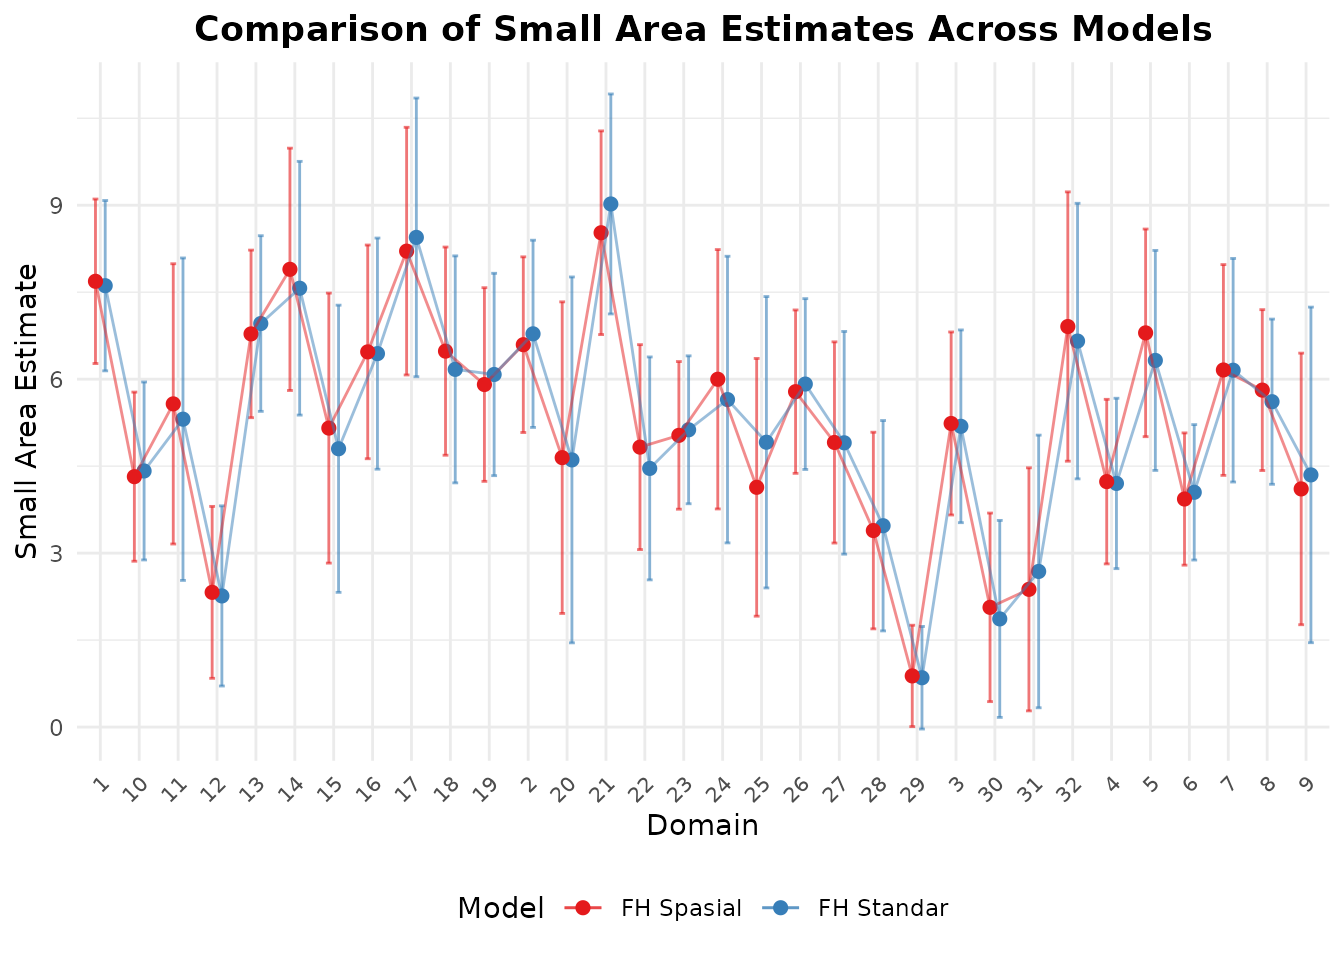 Comparison of Small Area Estimates Across Models
Small Area Estimate
9
6
3
0
1 10 11 12 13 14 15 16 17 18 19 2 20 21 22 23 24 25 26 27 28 29 3 30 31 32 4 5 6 7 8 9
Domain
Model FH Spasial FH Standar